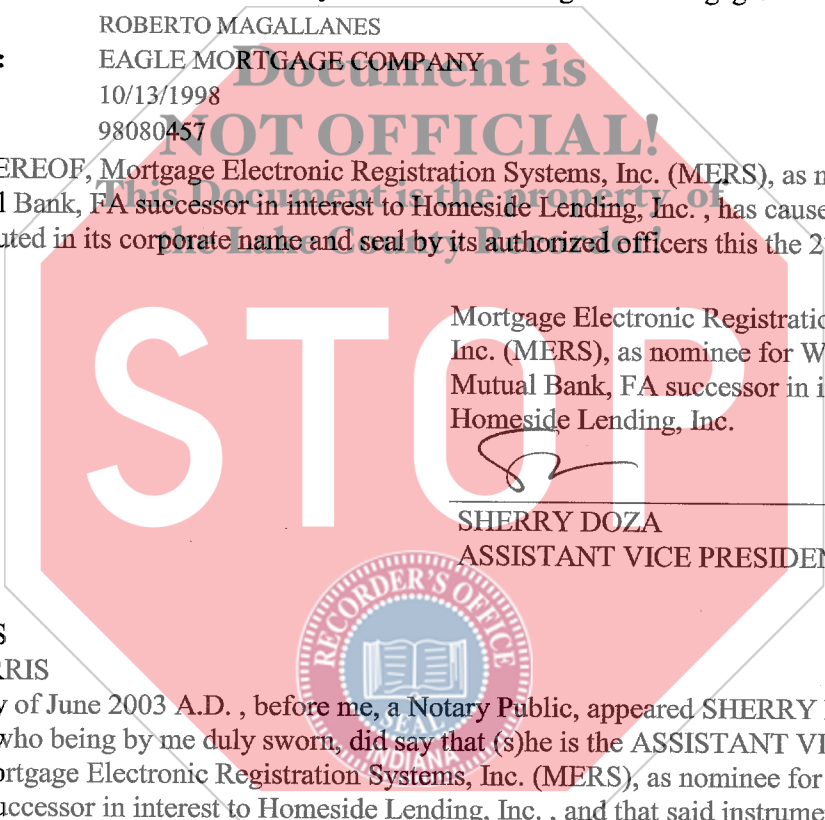 ROBERTO MAGALLANES
EAGLE MORTGAGE COMPANY
10/13/1998
98080457
Document is
NOT OFFICIAL!
This Document is the property of
the Lake County Recorder!
EREOF, Mortgage Electronic Registration Systems, Inc. (MERS), as n
l Bank, FA successor in interest to Homeside Lending, Inc. , has cause
uted in its corporate name and seal by its authorized officers this the 2
STOP
Mortgage Electronic Registratio
Inc. (MERS), as nominee for W
Mutual Bank, FA successor in i
Homeside Lending, Inc.
SHERRY DOZA
ASSISTANT VICE PRESIDEN
RECORDER'S OFFICE
SEAL
INDIANA
S
RRIS
y of June 2003 A.D. , before me, a Notary Public, appeared SHERRY
who being by me duly sworn, did say that (s)he is the ASSISTANT VI
ortgage Electronic Registration Systems, Inc. (MERS), as nominee for
uccessor in interest to Homeside Lending, Inc. , and that said instrume